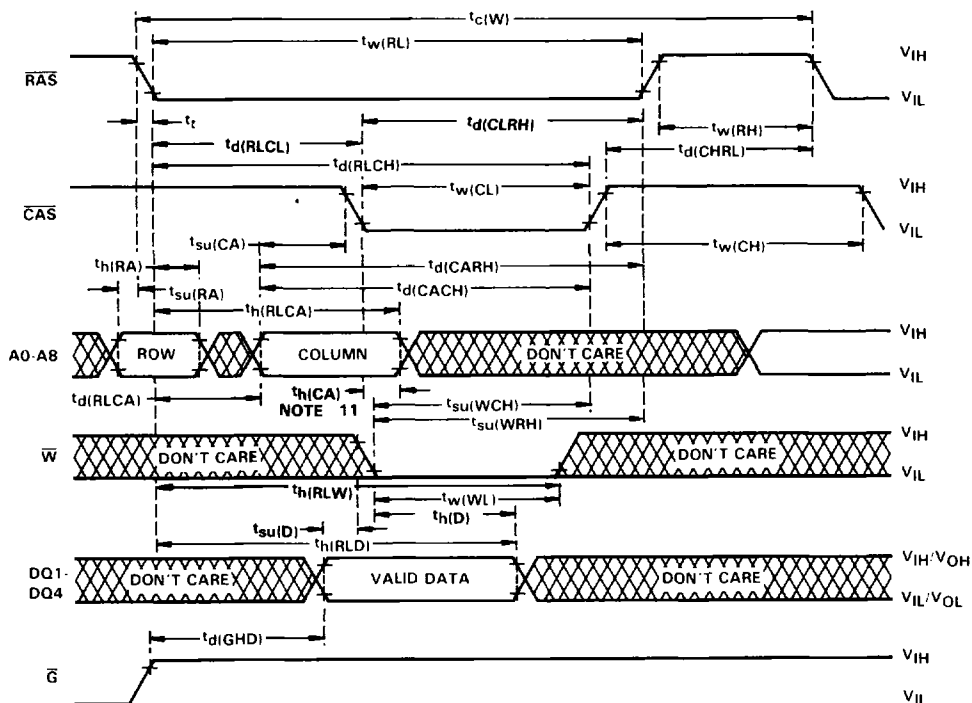 tc(W)
tw(RL)
RAS
VIH
VIL
tt
td(CLRH)
tw(RH)
td(RLCL)
td(CHRL)
td(RLCH)
tw(CL)
CAS
VIH
VIL
tsu(CA)
tw(CH)
th(RA)
td(CARH)
tsu(RA)
td(CACH)
th(RLCA)
A0-A8
ROW
COLUMN
DON'T CARE
VIH
VIL
td(RLCA)
th(CA)
NOTE 11
tsu(WCH)
tsu(WRH)
W
DON'T CARE
DON'T CARE
VIH
VIL
th(RLW)
tw(WL)
th(D)
tsu(D)
th(RLD)
DQ1-
DQ4
DON'T CARE
VALID DATA
DON'T CARE
VIH/VOH
VIL/VOL
td(GHD)
G
VIH
VIL